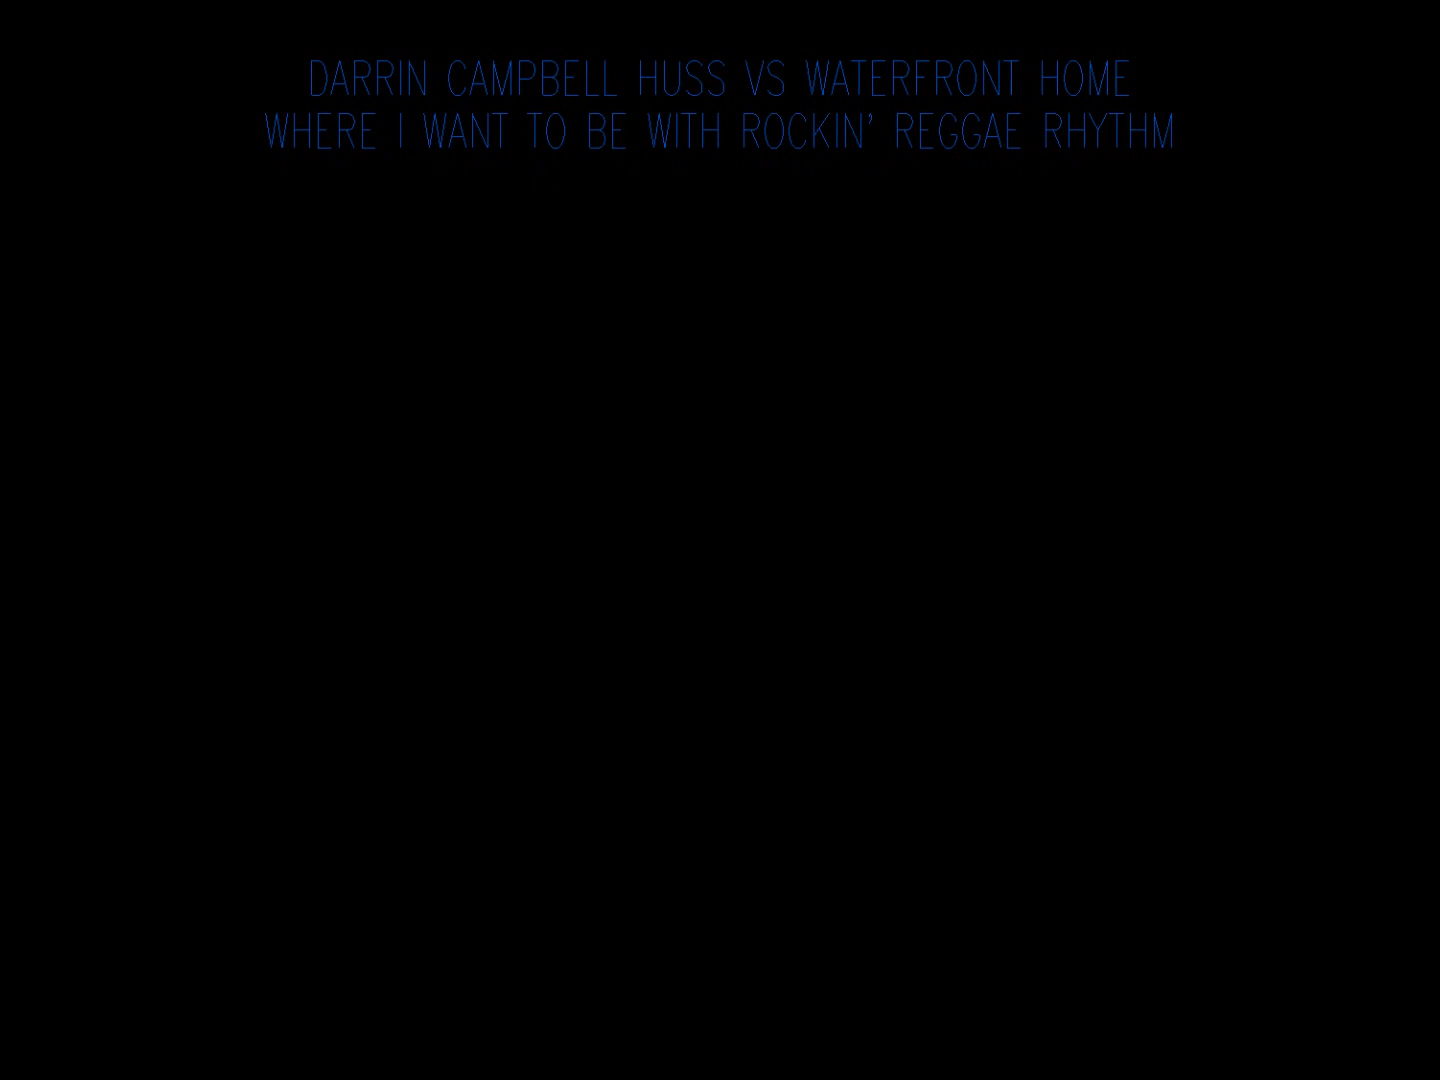 DARRIN CAMPBELL HUSS VS WATERFRONT HOME
WHERE I WANT TO BE WITH ROCKIN' REGGAE RHYTHM